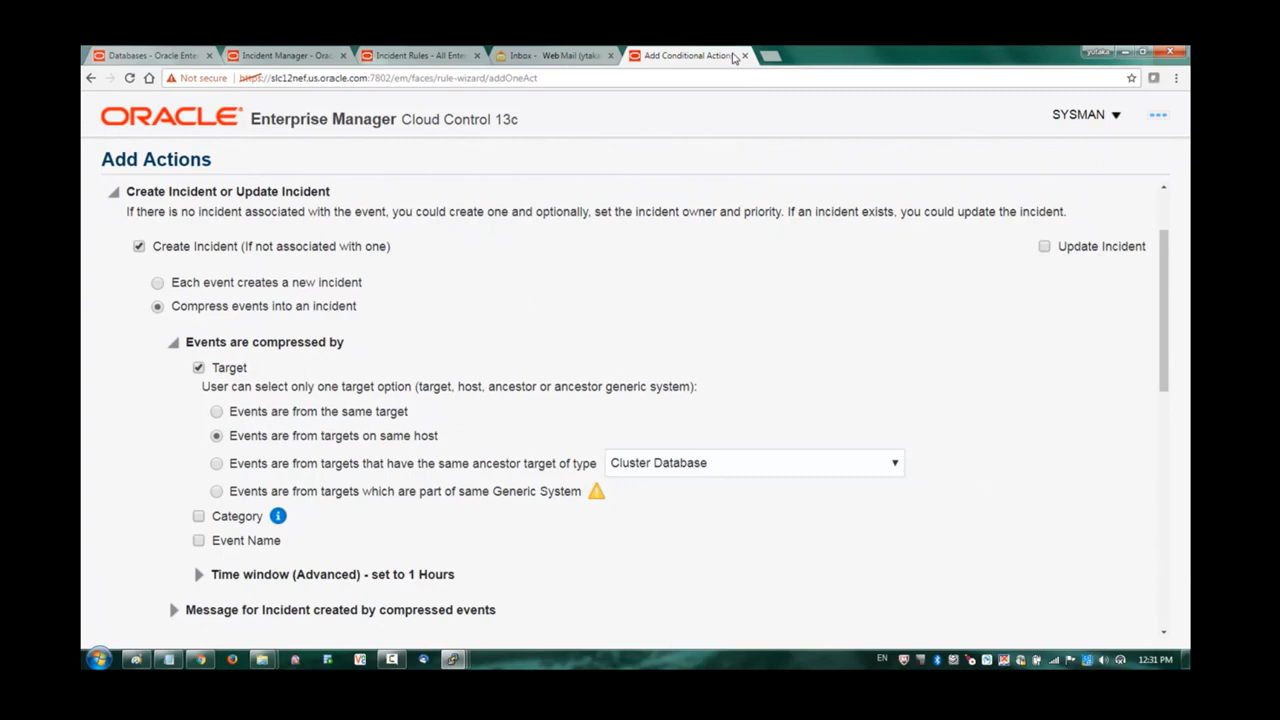 Databases - Oracle Enter
Incident Manager - Orac
Incident Rules - All Ente
Inbox - Web Mail (ytaka
Add Conditional Actions
yutaka
Not secure
https://slc12nef.us.oracle.com:7802/em/faces/rule-wizard/addOneAct
ORACLE Enterprise Manager Cloud Control 13c
SYSMAN
Add Actions
Create Incident or Update Incident
If there is no incident associated with the event, you could create one and optionally, set the incident owner and priority. If an incident exists, you could update the incident.
Create Incident (If not associated with one)
Update Incident
Each event creates a new incident
Compress events into an incident
Events are compressed by
Target
User can select only one target option (target, host, ancestor or ancestor generic system):
Events are from the same target
Events are from targets on same host
Events are from targets that have the same ancestor target of type
Cluster Database
Events are from targets which are part of same Generic System
Category
Event Name
Time window (Advanced) - set to 1 Hours
Message for Incident created by compressed events
EN
12:31 PM